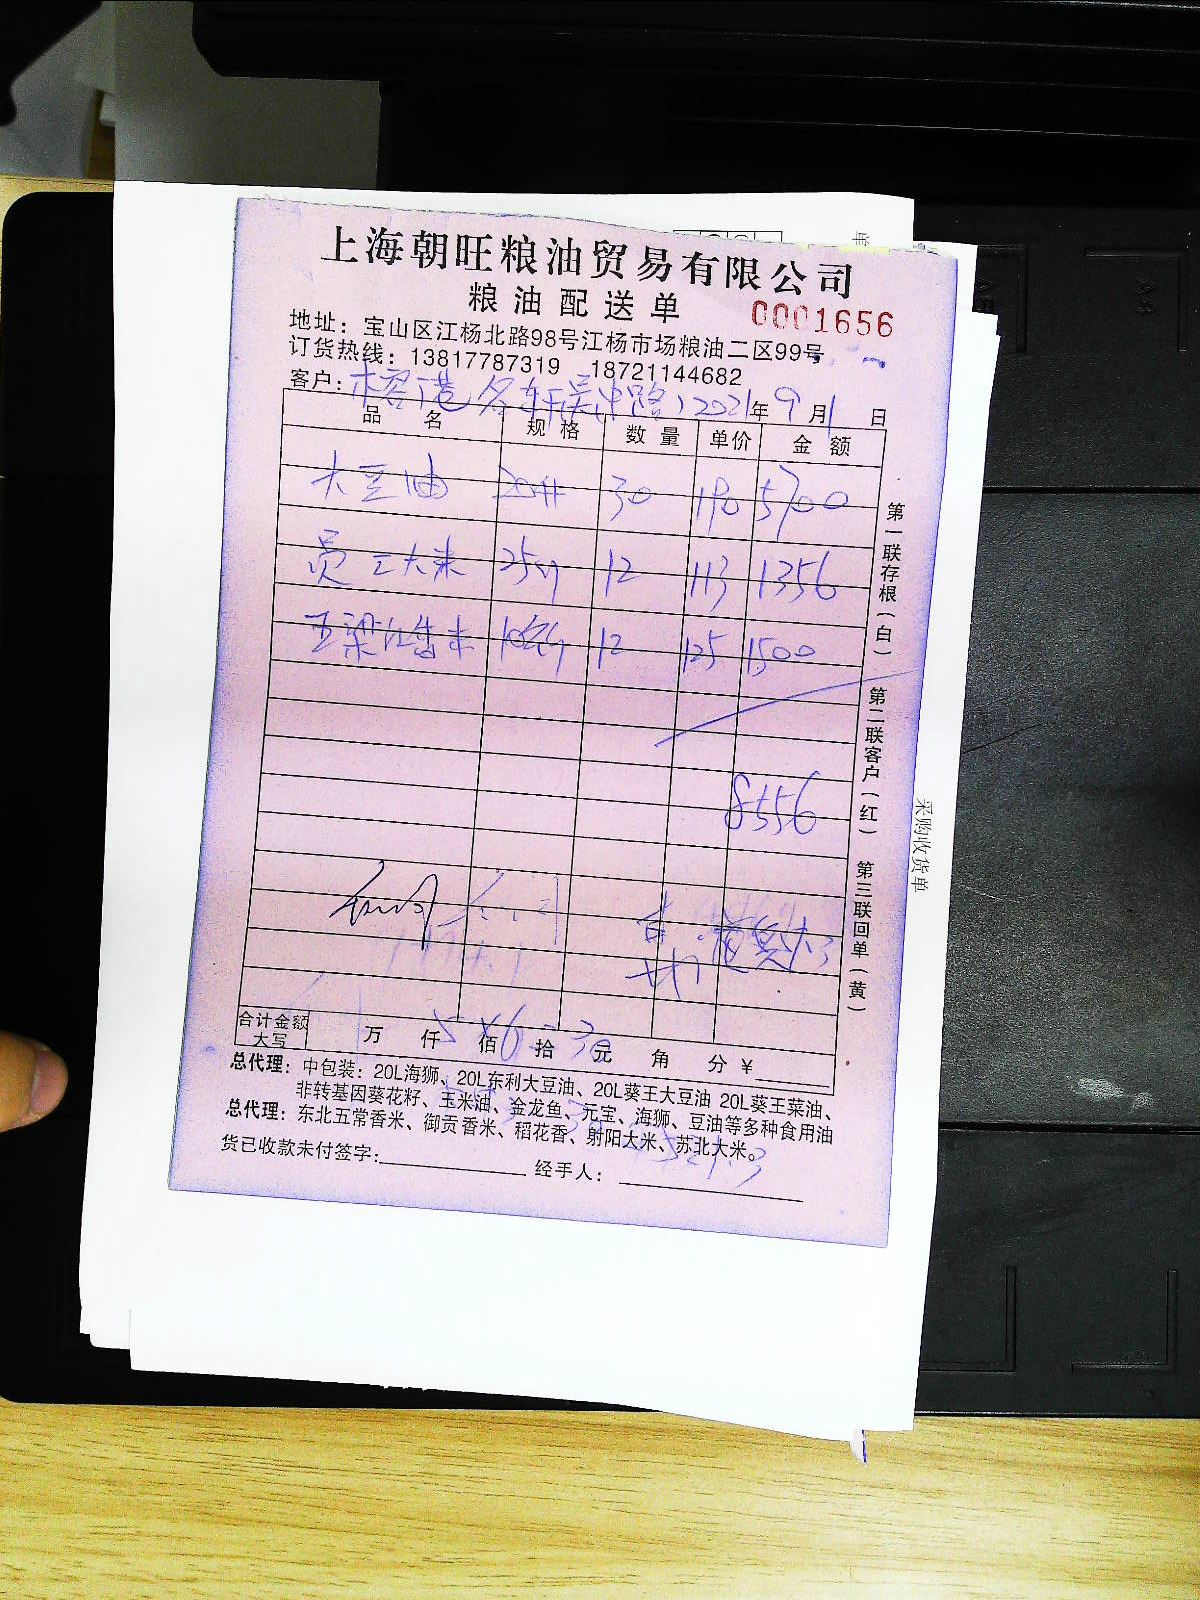 上海朝旺粮油贸易有限公司
粮油配送单 0001656
地址：宝山区江杨北路98号江杨市场粮油二区99号
订货热线：13817787319 18721144682
客户： 2021年9月1日
品名 规格 数量 单价 金额
大豆油 20 30 190 5700
员工大米 25 12 113 1356
12 125 1500
8556
合计金额大写 万 仟 佰 拾 元 角 分 ¥
总代理：中包装：20L海狮、20L东利大豆油、20L葵王大豆油 20L葵王菜油、
非转基因葵花籽、玉米油、金龙鱼、元宝、海狮、豆油等多种食用油
总代理：东北五常香米、御贡香米、稻花香、射阳大米、苏北大米。
货已收款未付签字： 经手人：
第一联存根（白） 第二联客户（红） 第三联回单（黄）
采购收货单
A4